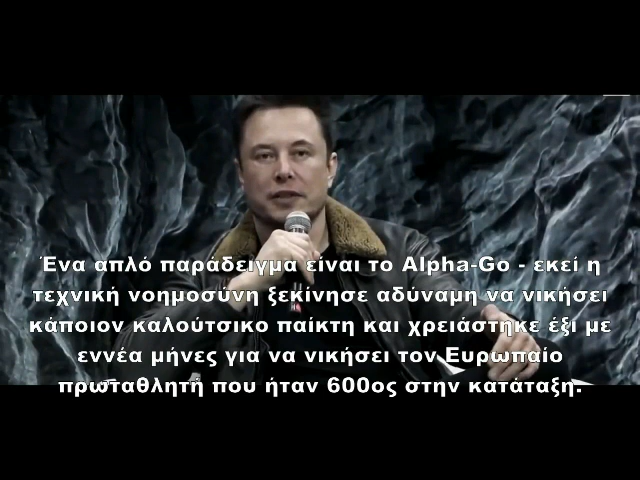 Ένα απλό παράδειγμα είναι το Alpha-Go - εκεί η
τεχνική νοημοσύνη ξεκίνησε αδύναμη να νικήσει
κάποιον καλούτσικο παίκτη και χρειάστηκε έξι με
εννέα μήνες για να νικήσει τον Ευρωπαίο
πρωταθλητή που ήταν 600ος στην κατάταξη.